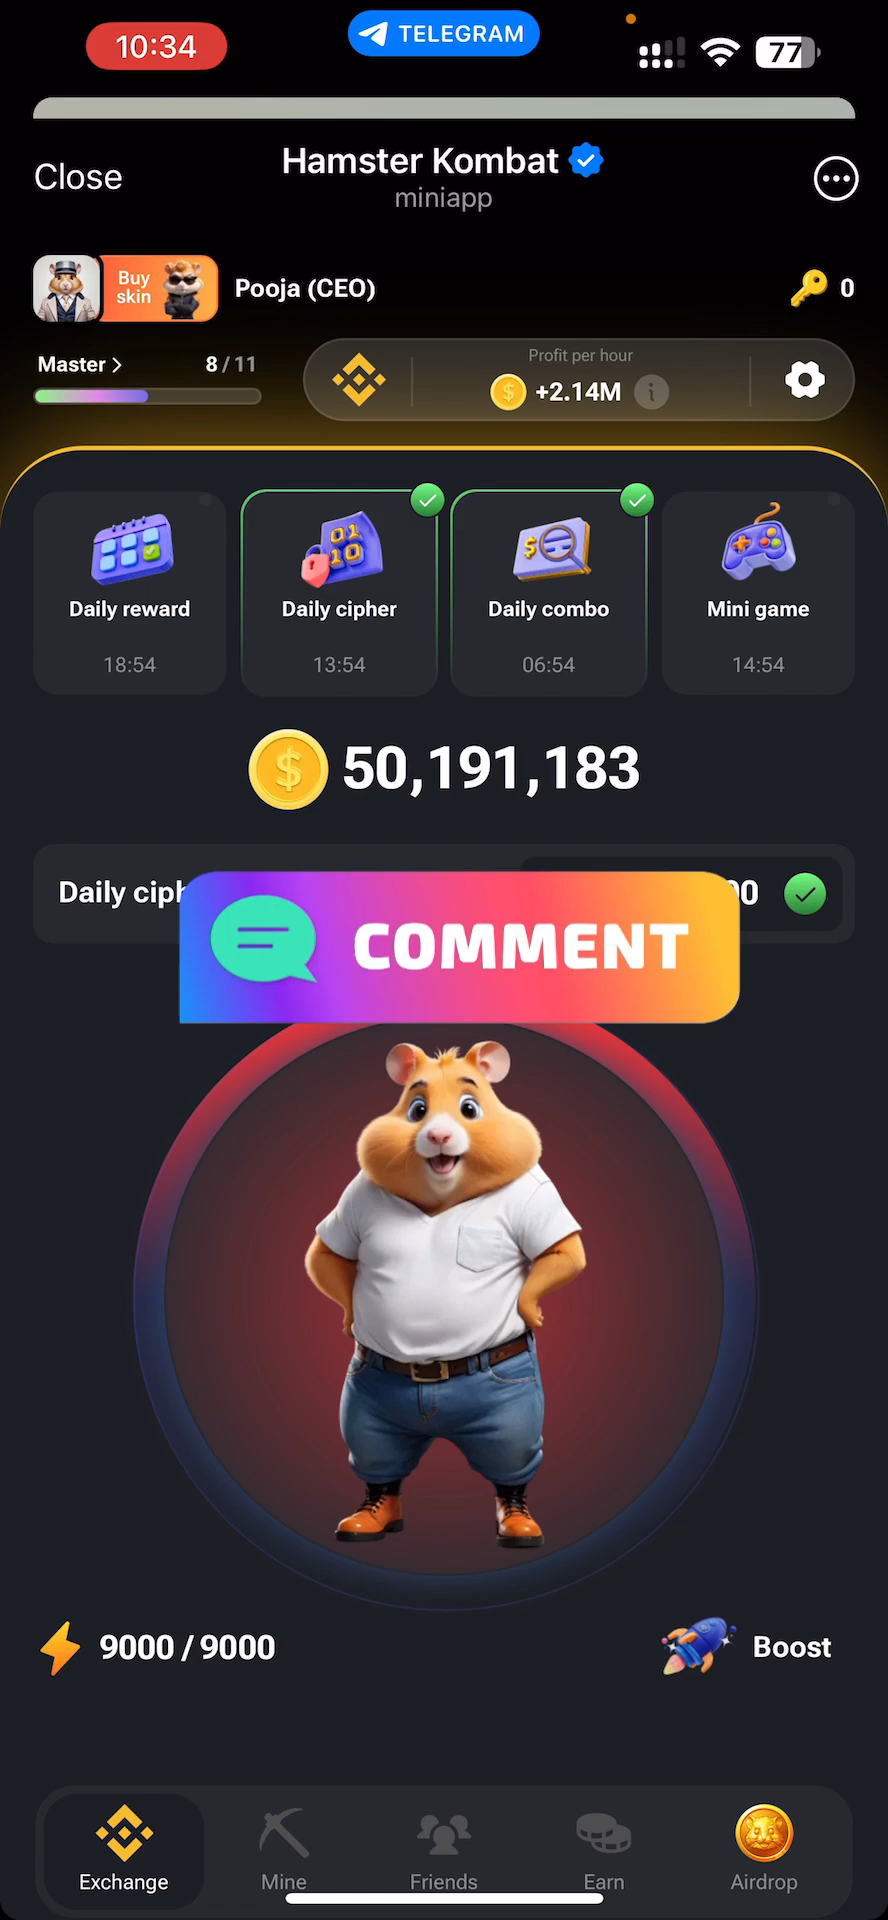 10:34
TELEGRAM
77
Close
Hamster Kombat
miniapp
Buy
skin
Pooja (CEO)
0
Master >
8/11
Profit per hour
+2.14M
Daily reward
18:54
Daily cipher
13:54
Daily combo
06:54
Mini game
14:54
50,191,183
Daily
COMMENT
9000 / 9000
Boost
Exchange
Mine
Friends
Earn
Airdrop